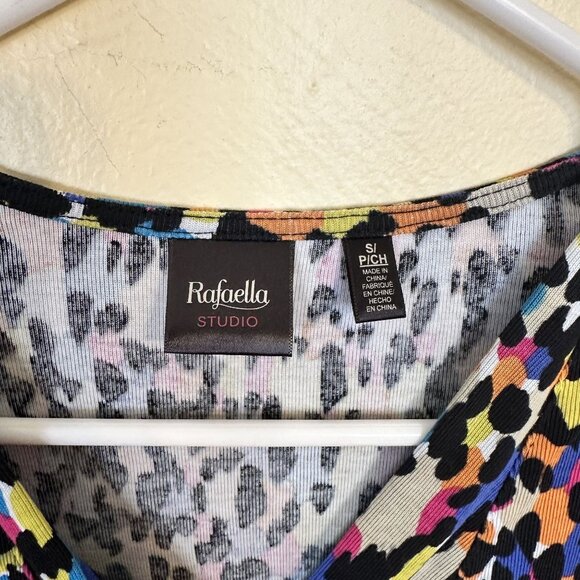 Rafaella
STUDIO
S/
P/CH
MADE IN
CHINA/
FABRIQUÉ
EN CHINE/
HECHO
EN CHINA